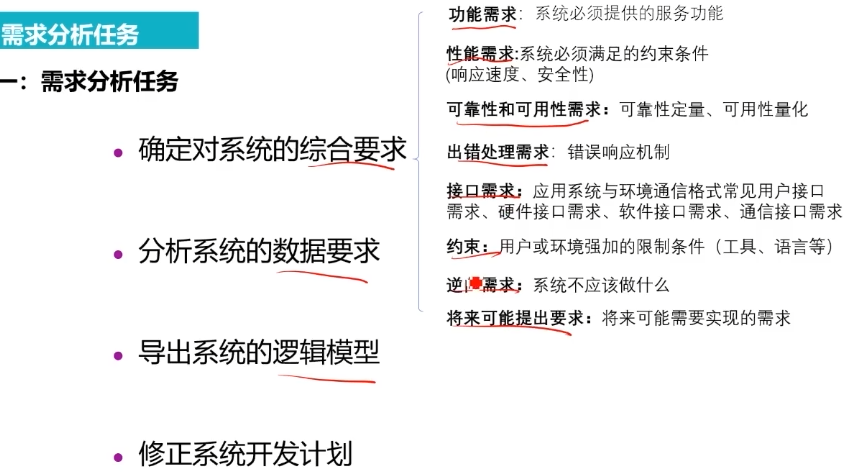 需求分析任务
一：需求分析任务
• 确定对系统的综合要求
功能需求：系统必须提供的服务功能
性能需求:系统必须满足的约束条件
(响应速度、安全性)
可靠性和可用性需求：可靠性定量、可用性量化
出错处理需求：错误响应机制
接口需求：应用系统与环境通信格式常见用户接口
需求、硬件接口需求、软件接口需求、通信接口需求
约束：用户或环境强加的限制条件（工具、语言等）
逆需求：系统不应该做什么
将来可能提出要求：将来可能需要实现的需求
• 分析系统的数据要求
• 导出系统的逻辑模型
• 修正系统开发计划